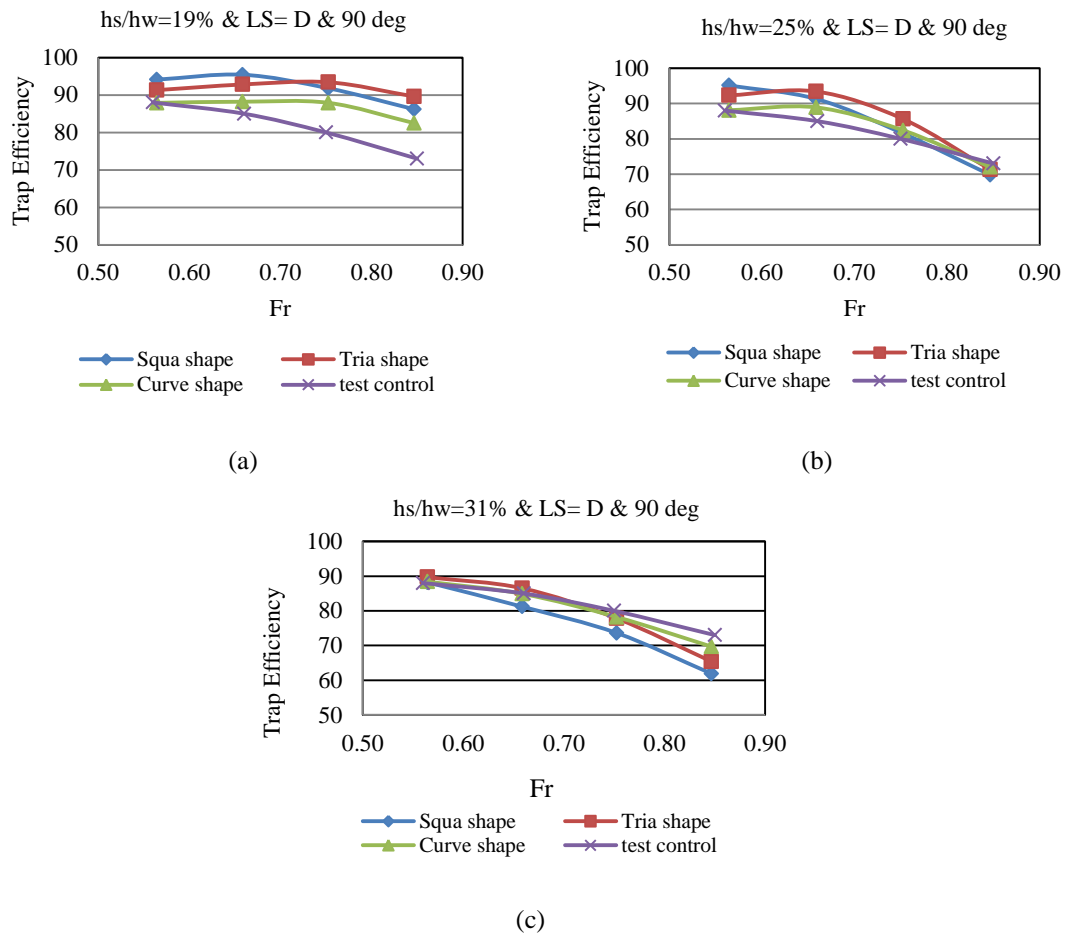 hs/hw=19% & LS= D & 90 deg
Trap Efficiency
100
90
80
70
60
50
0.50 0.60 0.70 0.80 0.90
Fr
Squa shape Tria shape
Curve shape test control
(a)
hs/hw=25% & LS= D & 90 deg
Trap Efficiency
100
90
80
70
60
50
0.50 0.60 0.70 0.80 0.90
Fr
Squa shape Tria shape
Curve shape test control
(b)
hs/hw=31% & LS= D & 90 deg
Trap Efficiency
100
90
80
70
60
50
0.50 0.60 0.70 0.80 0.90
Fr
Squa shape Tria shape
Curve shape test control
(c)